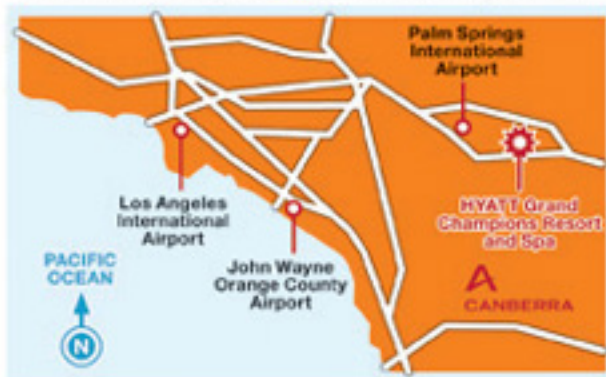 Palm Springs
International
Airport
Los Angeles
International
Airport
HYATT Grand
Champions Resort
and Spa
PACIFIC
OCEAN
John Wayne
Orange County
Airport
CANBERRA
N